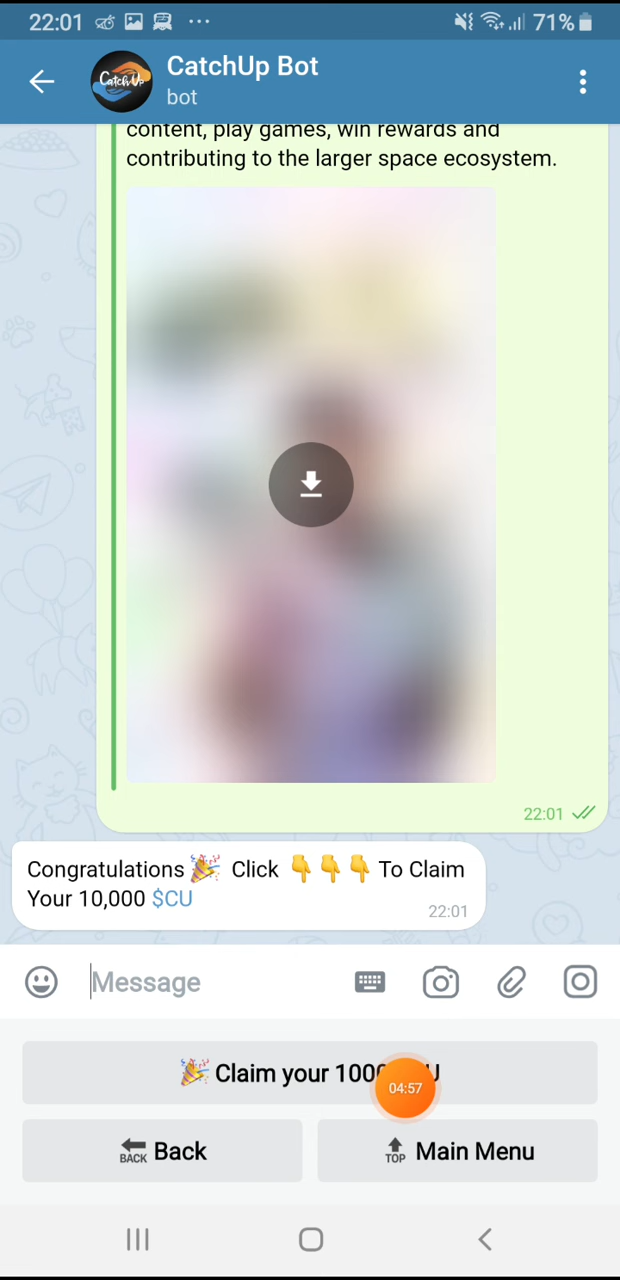 22:01 71%
CatchUp Bot
bot
CatchUp
content, play games, win rewards and
contributing to the larger space ecosystem.
22:01
Congratulations 🎉 Click 👇👇👇 To Claim
Your 10,000 $CU
22:01
Message
🎉 Claim your
04:57
BACK Back
TOP Main Menu